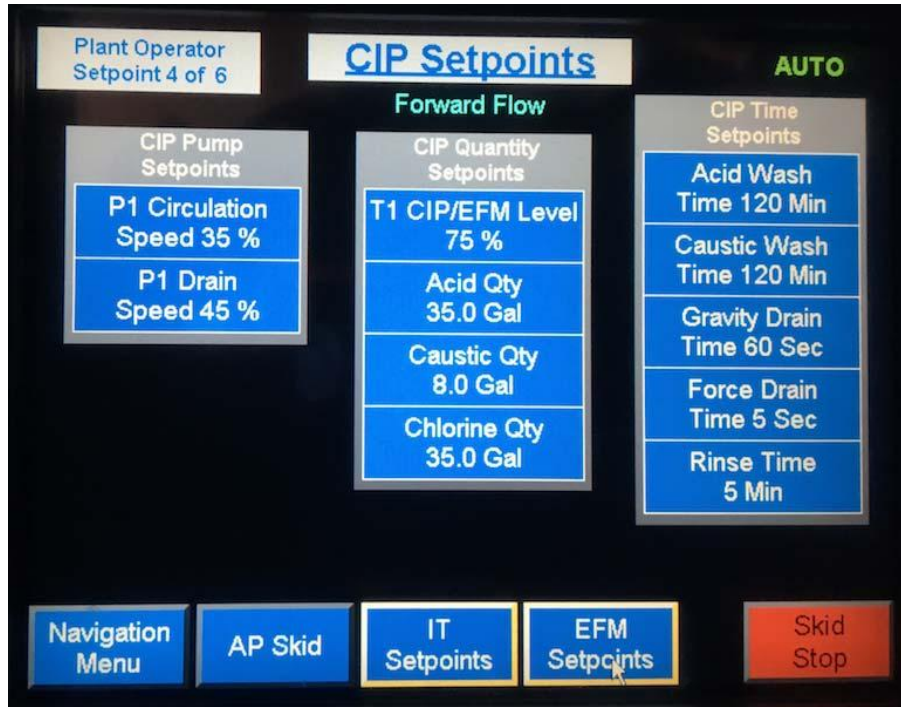 Plant Operator
Setpoint 4 of 6
CIP Setpoints
AUTO
Forward Flow
CIP Pump
Setpoints
P1 Circulation
Speed 35 %
P1 Drain
Speed 45 %
CIP Quantity
Setpoints
T1 CIP/EFM Level
75 %
Acid Qty
35.0 Gal
Caustic Qty
8.0 Gal
Chlorine Qty
35.0 Gal
CIP Time
Setpoints
Acid Wash
Time 120 Min
Caustic Wash
Time 120 Min
Gravity Drain
Time 60 Sec
Force Drain
Time 5 Sec
Rinse Time
5 Min
Navigation
Menu
AP Skid
IT
Setpoints
EFM
Setpoints
Skid
Stop